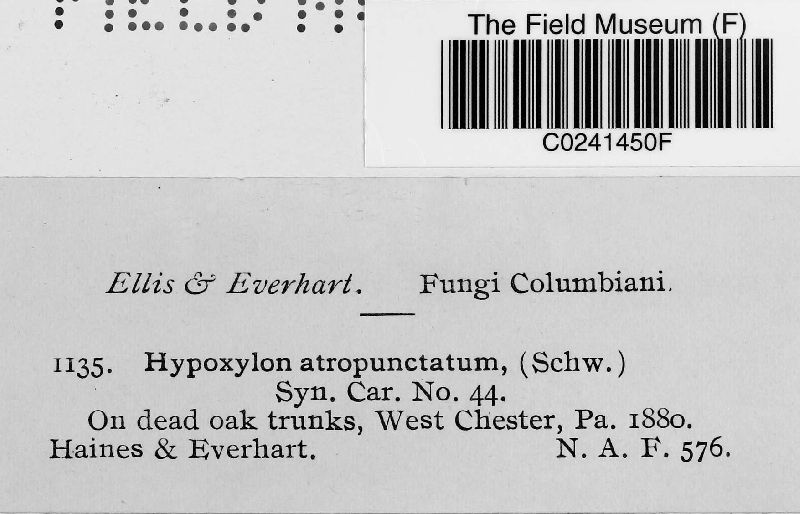 The Field Museum (F)
C0241450F
Ellis & Everhart. Fungi Columbiani.
1135. Hypoxylon atropunctatum, (Schw.)
Syn. Car. No. 44.
On dead oak trunks, West Chester, Pa. 1880.
Haines & Everhart. N. A. F. 576.